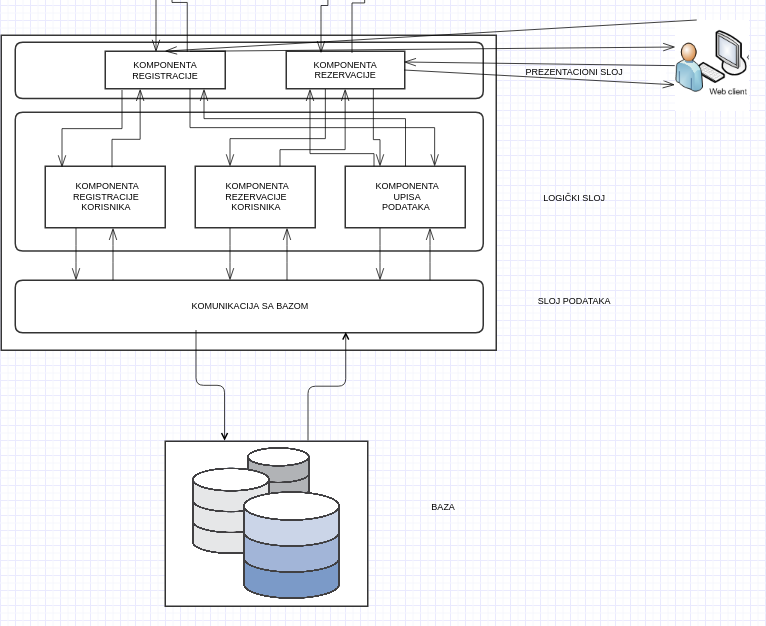 KOMPONENTA
REGISTRACIJE
KOMPONENTA
REZERVACIJE
PREZENTACIONI SLOJ
Web client
KOMPONENTA
REGISTRACIJE
KORISNIKA
KOMPONENTA
REZERVACIJE
KORISNIKA
KOMPONENTA
UPISA
PODATAKA
LOGIČKI SLOJ
KOMUNIKACIJA SA BAZOM
SLOJ PODATAKA
BAZA